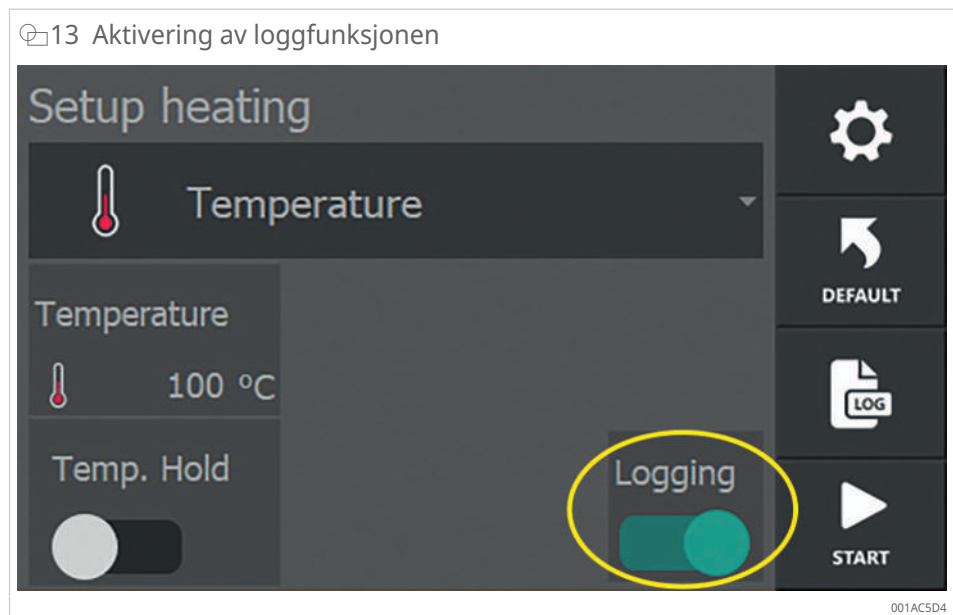 13 Aktivering av loggfunksjonen
Setup heating
Temperature
DEFAULT
Temperature
100 °C
LOG
Temp. Hold
Logging
START
001AC5D4